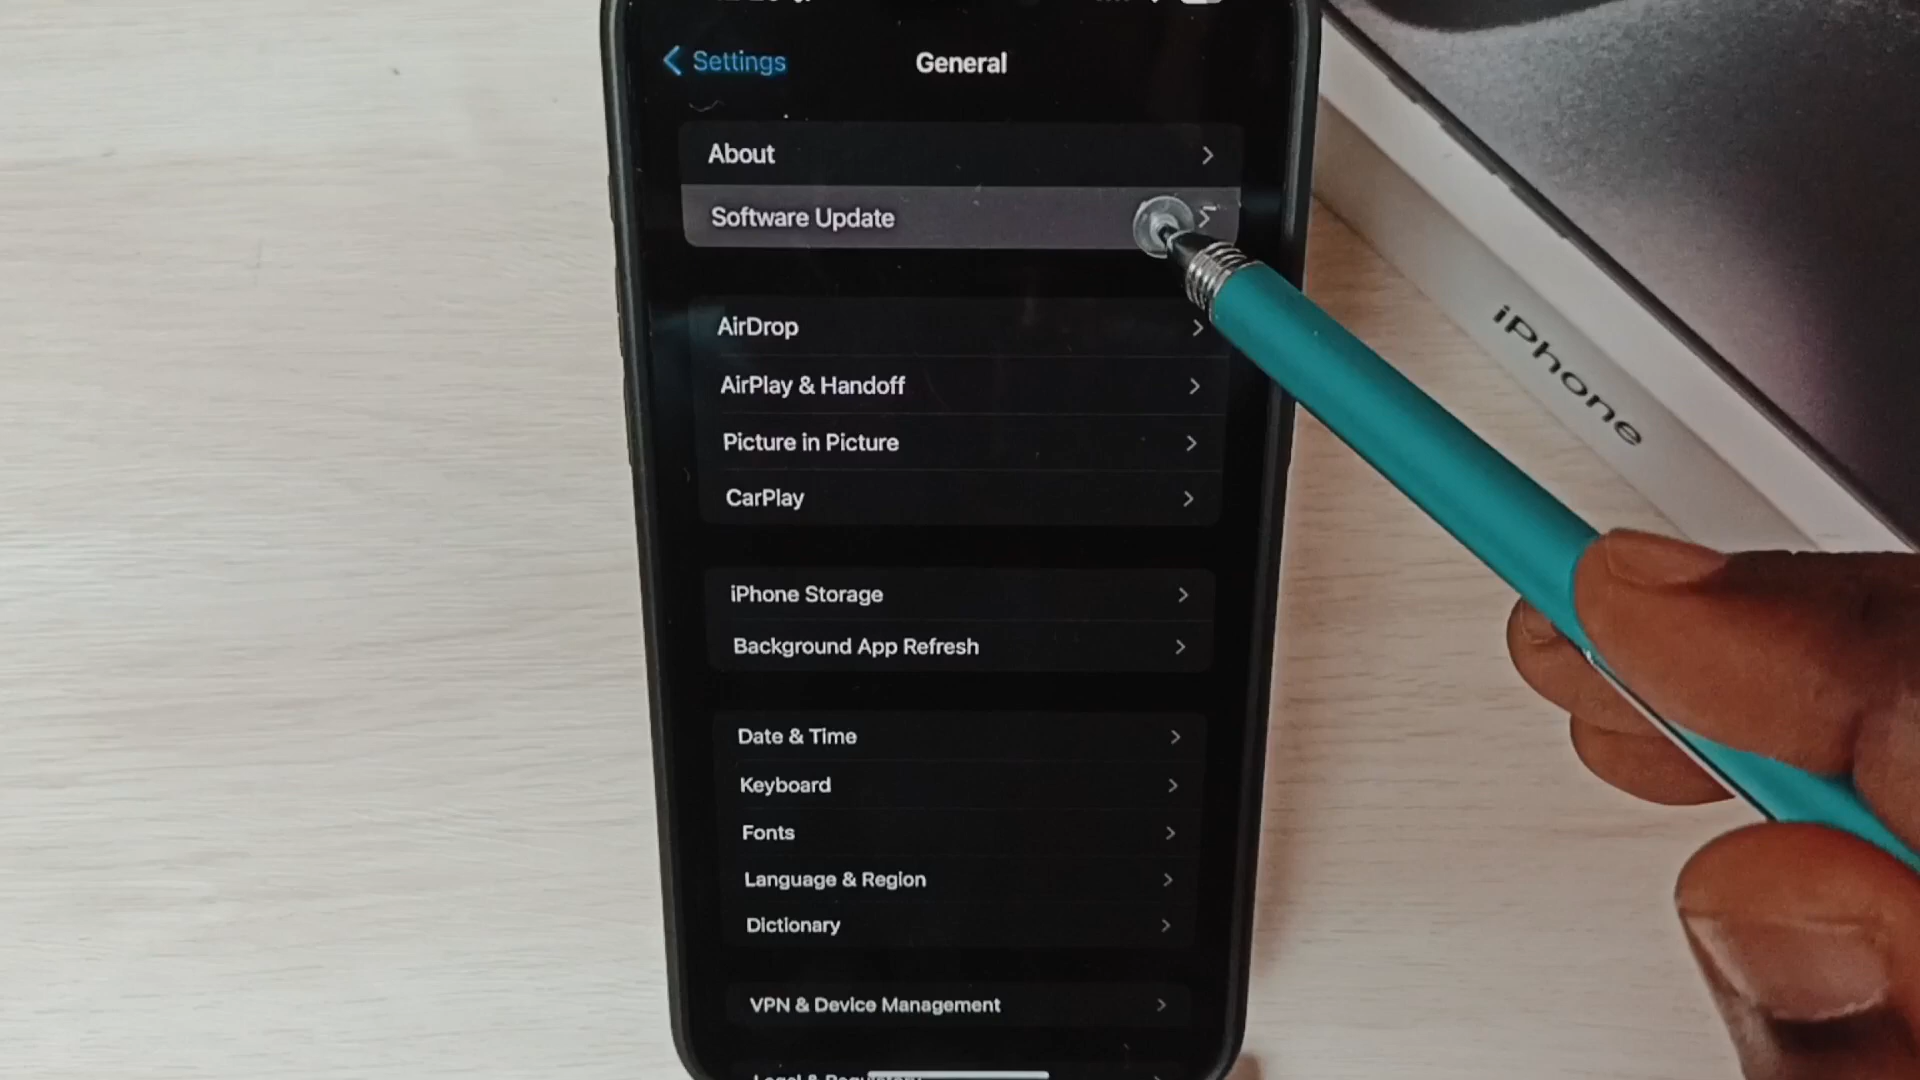 Settings
General
About
Software Update
AirDrop
AirPlay & Handoff
Picture in Picture
CarPlay
iPhone Storage
Background App Refresh
Date & Time
Keyboard
Fonts
Language & Region
Dictionary
VPN & Device Management
iPhone